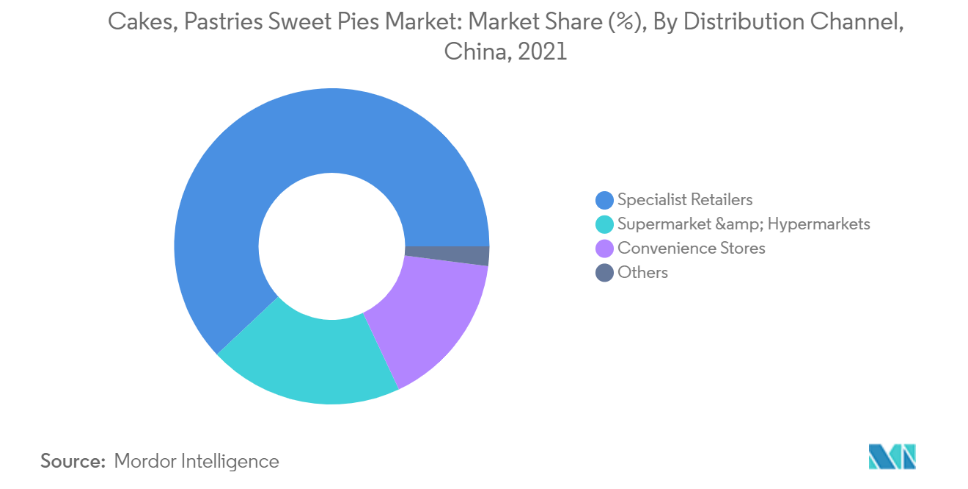 Cakes, Pastries Sweet Pies Market: Market Share (%), By Distribution Channel,
China, 2021
Specialist Retailers
Supermarket &amp; Hypermarkets
Convenience Stores
Others
Source: Mordor Intelligence